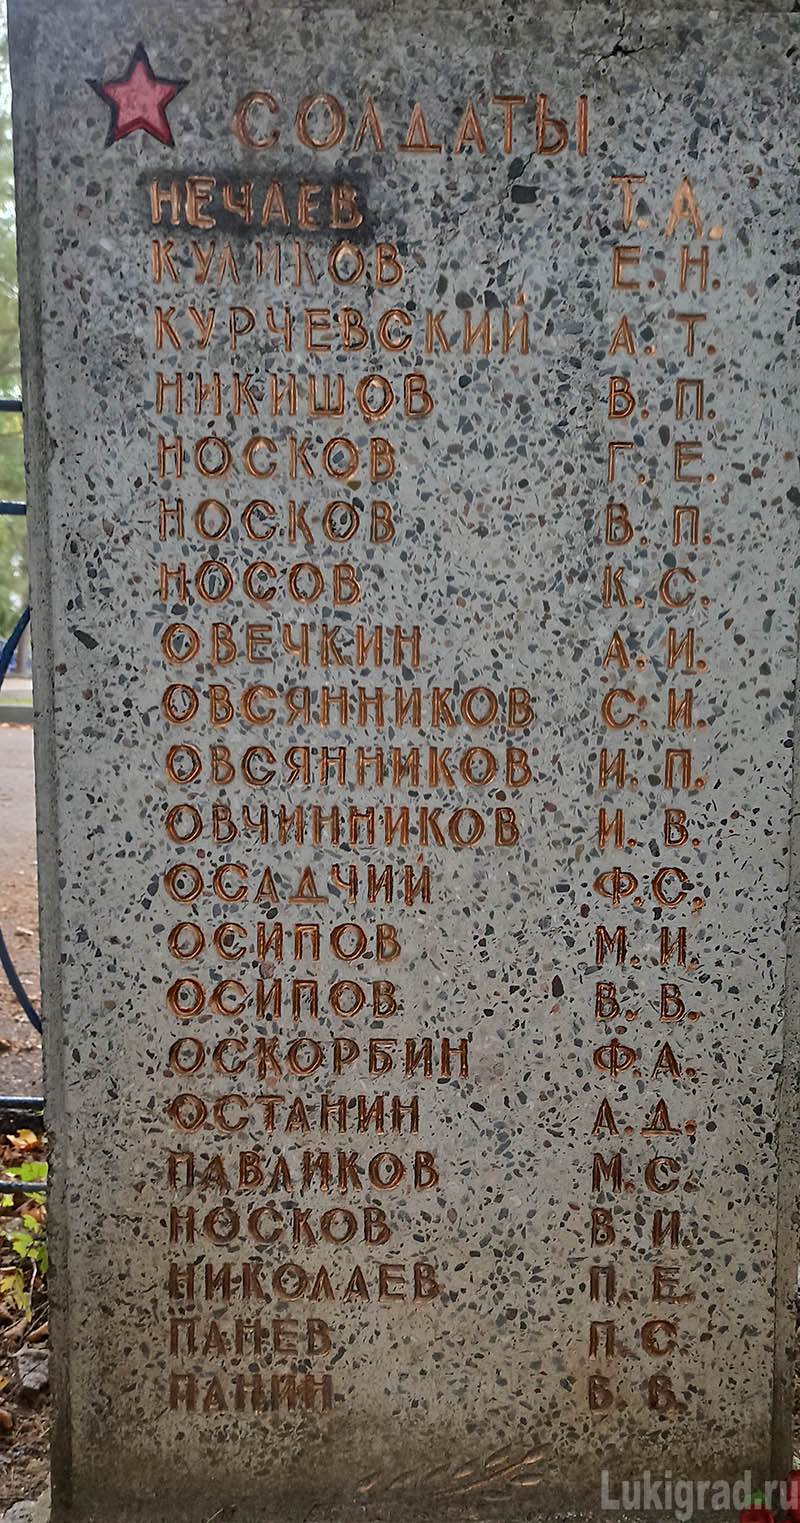 СОЛДАТЫ
НЕЧАЕВ Т. А.
КУЛИКОВ Е. Н.
КУРЧЕВСКИЙ А. Т.
НИКИШОВ В. П.
НОСКОВ Г. Е.
НОСКОВ В. П.
НОСОВ К. С.
ОВЕЧКИН А. И.
ОВСЯННИКОВ С. И.
ОВСЯННИКОВ И. П.
ОВЧИННИКОВ И. В.
ОСАДЧИЙ Ф. С.
ОСИПОВ М. И.
ОСИПОВ В. В.
ОСКОРБИН Ф. А.
ОСТАНИН А. Д.
ПАВЛИКОВ М. С.
НОСКОВ В. И.
НИКОЛАЕВ П. Е.
ПАНЕВ П. С.
ПАНИН Б. В.
Lukigrad.ru